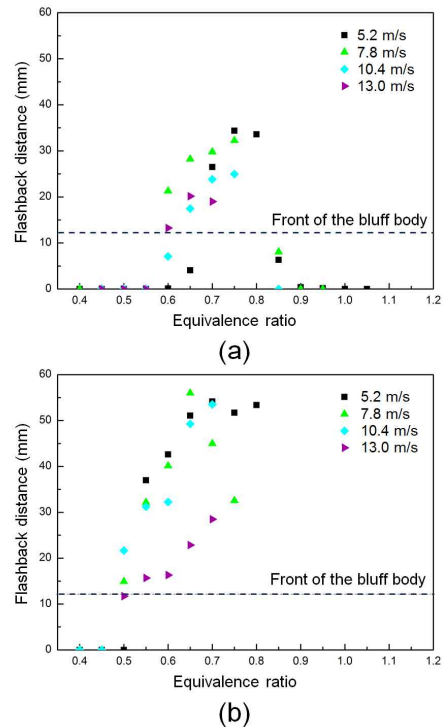 60
50
40
30
20
10
0
Flashback distance (mm)
5.2 m/s
7.8 m/s
10.4 m/s
13.0 m/s
Front of the bluff body
0.4 0.5 0.6 0.7 0.8 0.9 1.0 1.1 1.2
Equivalence ratio
(a)
60
50
40
30
20
10
0
Flashback distance (mm)
5.2 m/s
7.8 m/s
10.4 m/s
13.0 m/s
Front of the bluff body
0.4 0.5 0.6 0.7 0.8 0.9 1.0 1.1 1.2
Equivalence ratio
(b)